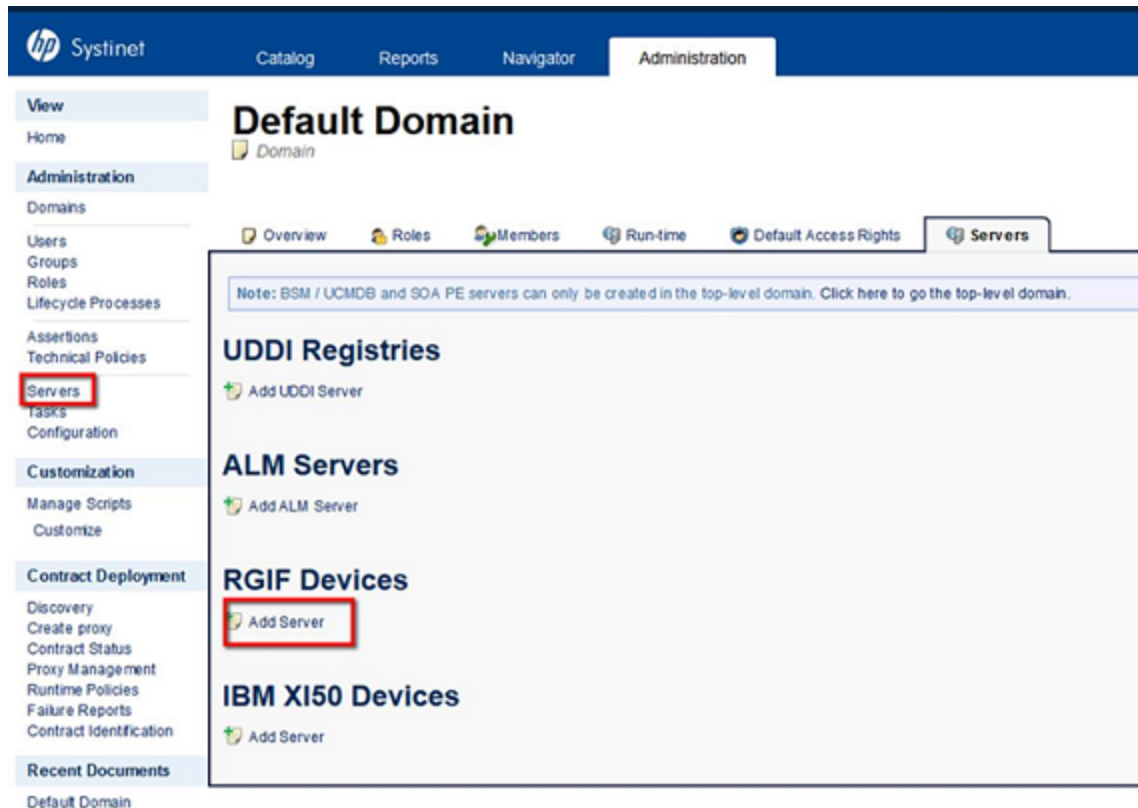 hp Systinet
Catalog Reports Navigator Administration
View
Home
Administration
Domains
Users
Groups
Roles
Lifecycle Processes
Assertions
Technical Policies
Servers
Tasks
Configuration
Customization
Manage Scripts
Customize
Contract Deployment
Discovery
Create proxy
Contract Status
Proxy Management
Runtime Policies
Failure Reports
Contract Identification
Recent Documents
Default Domain
Default Domain
Domain
Overview Roles Members Run-time Default Access Rights Servers
Note: BSM / UCMDB and SOA PE servers can only be created in the top-level domain. Click here to go the top-level domain.
UDDI Registries
Add UDDI Server
ALM Servers
Add ALM Server
RGIF Devices
Add Server
IBM XI50 Devices
Add Server